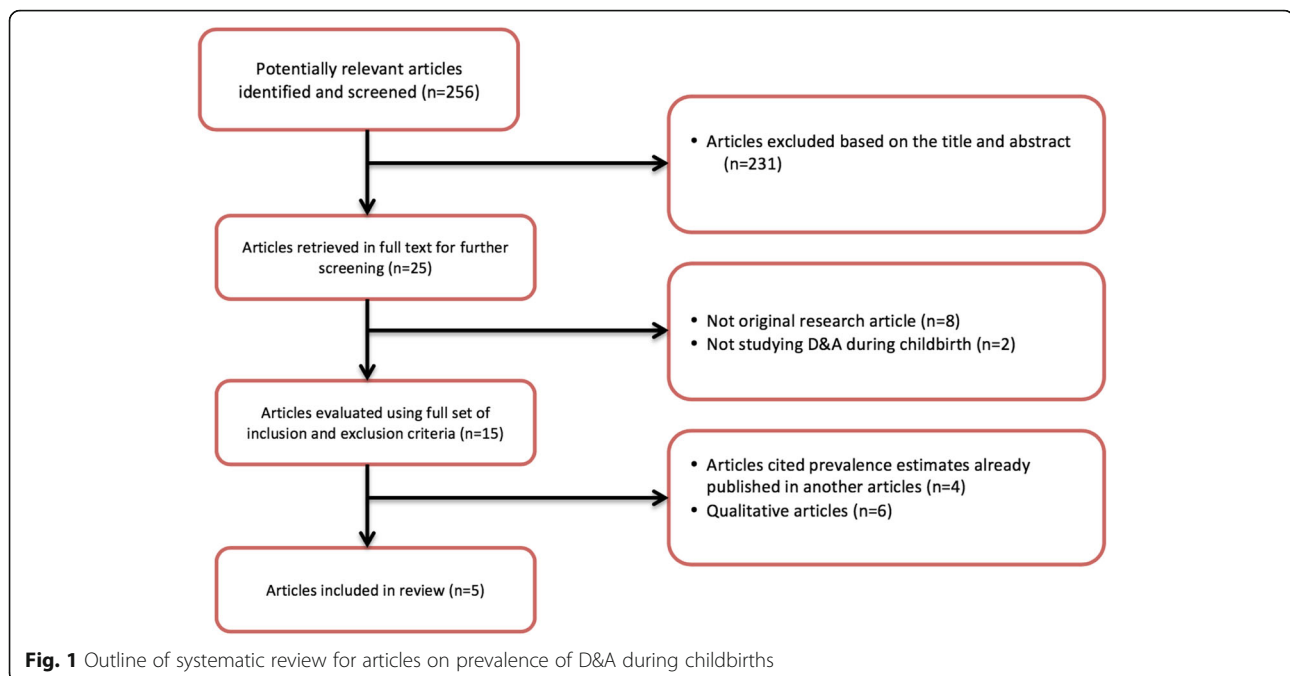 Potentially relevant articles
identified and screened (n=256)
• Articles excluded based on the title and abstract
(n=231)
Articles retrieved in full text for further
screening (n=25)
• Not original research article (n=8)
• Not studying D&A during childbirth (n=2)
Articles evaluated using full set of
inclusion and exclusion criteria (n=15)
• Articles cited prevalence estimates already
published in another articles (n=4)
• Qualitative articles (n=6)
Articles included in review (n=5)
Fig. 1 Outline of systematic review for articles on prevalence of D&A during childbirths